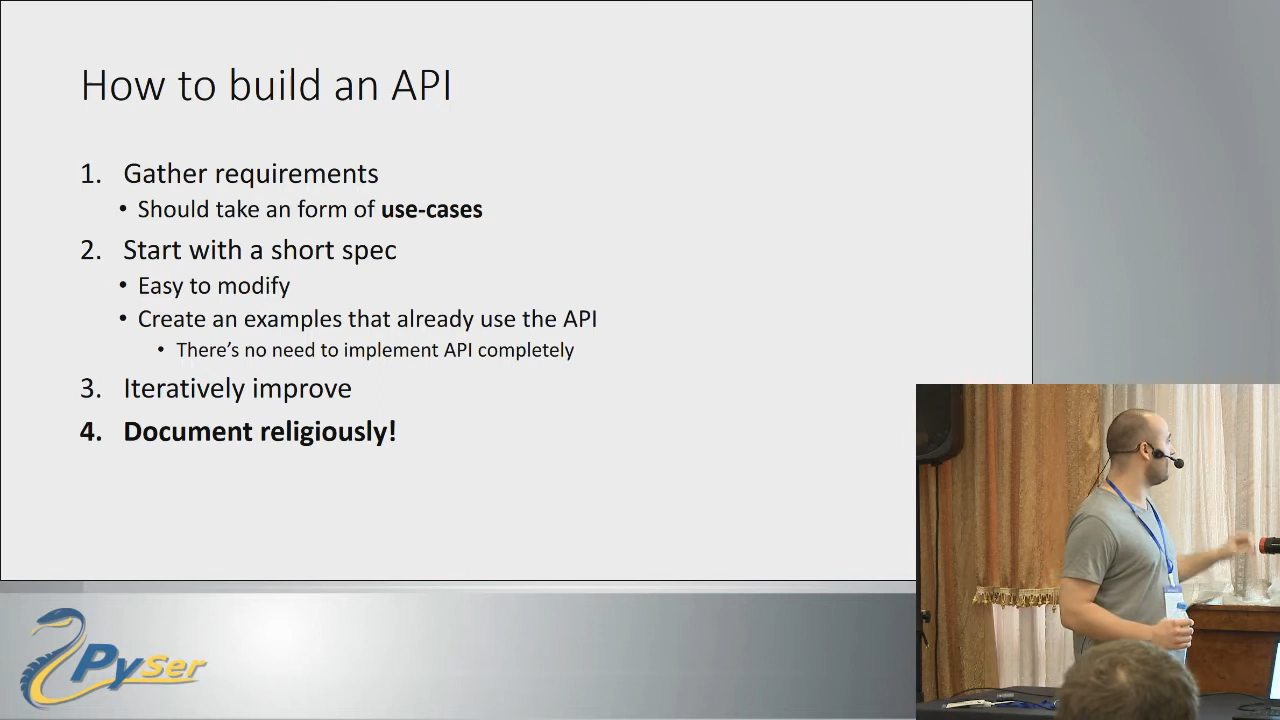 How to build an API
1. Gather requirements
• Should take an form of use-cases
2. Start with a short spec
• Easy to modify
• Create an examples that already use the API
• There's no need to implement API completely
3. Iteratively improve
4. Document religiously!
PySer